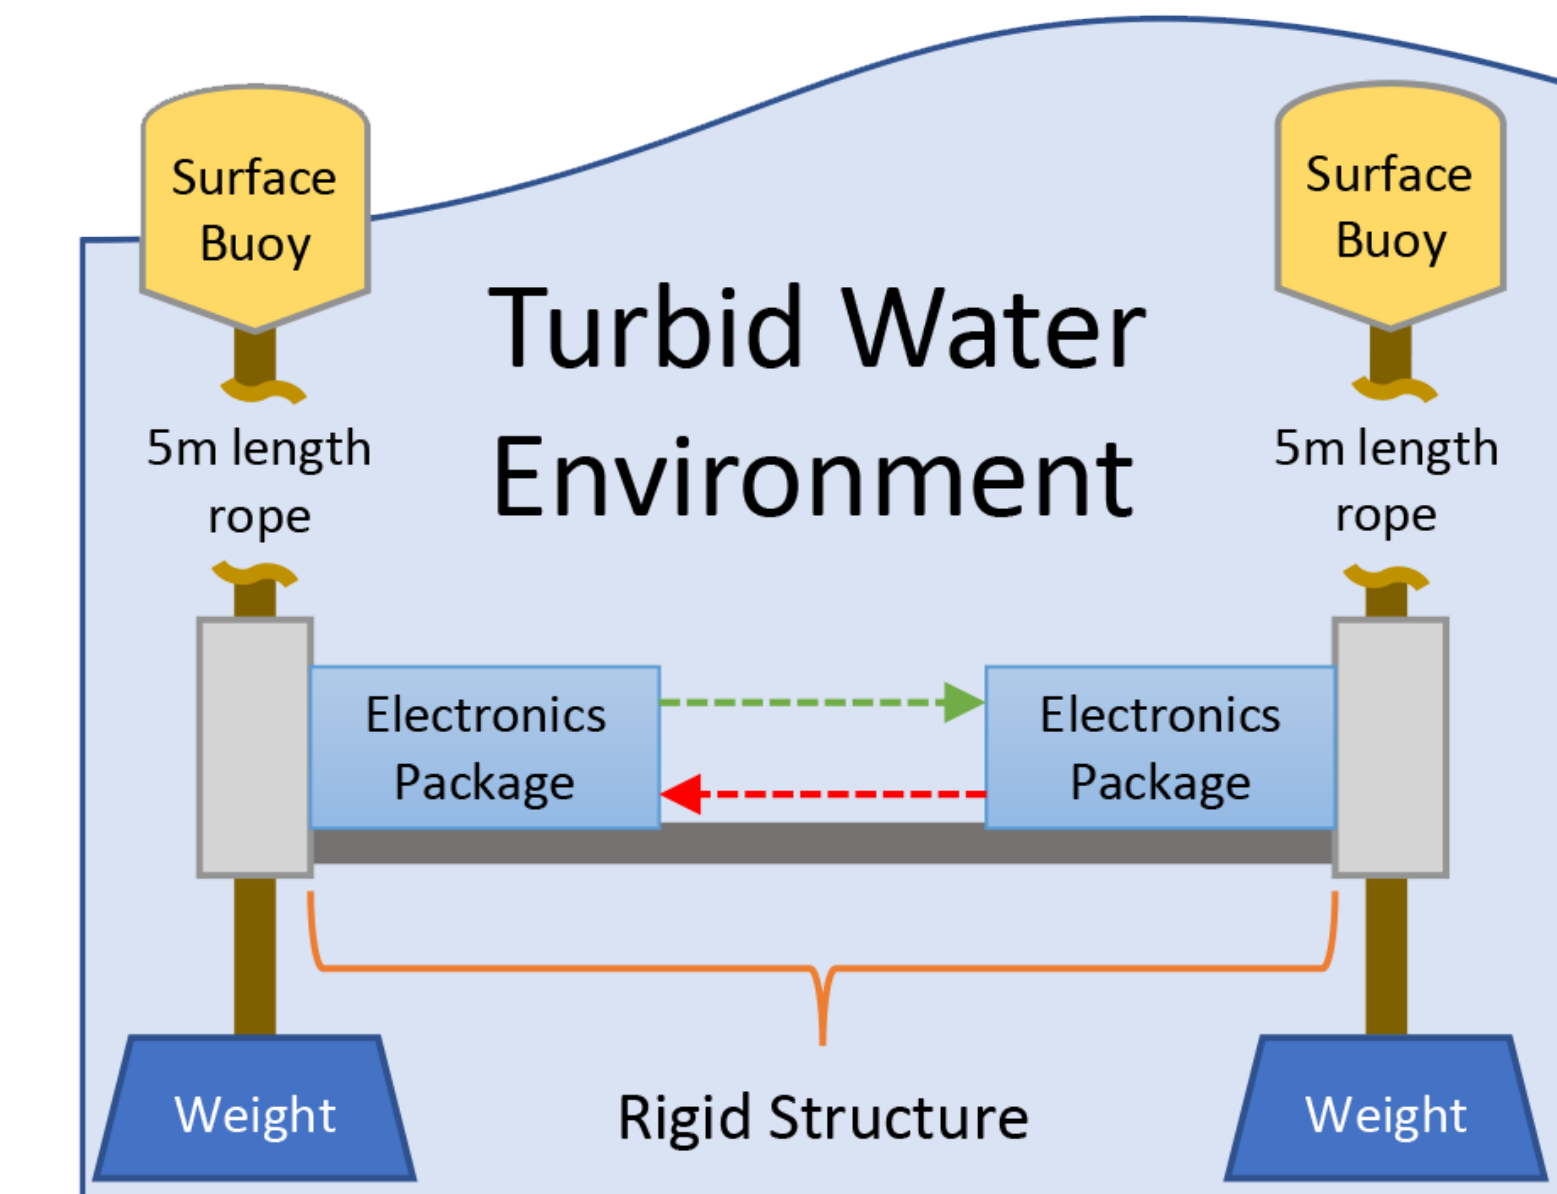 Surface
Buoy
Surface
Buoy
Turbid Water
Environment
5m length
rope
5m length
rope
Electronics
Package
Electronics
Package
Weight
Rigid Structure
Weight